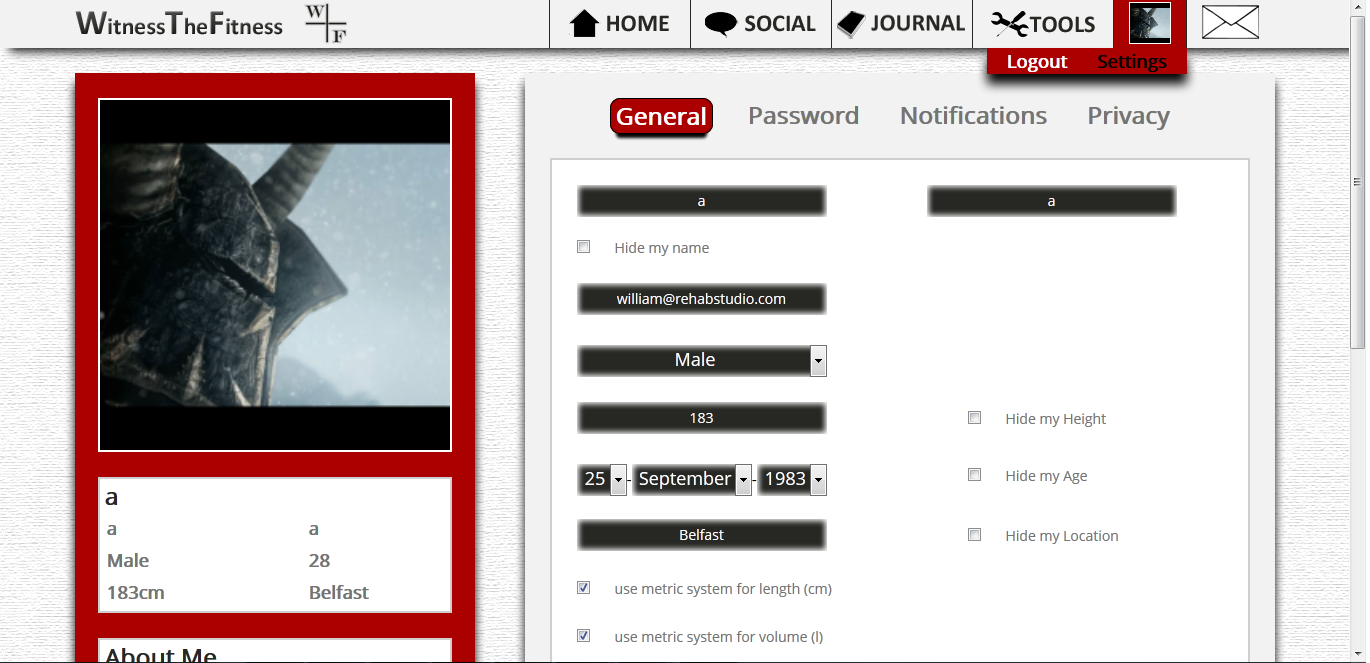 WitnessTheFitness W F HOME SOCIAL JOURNAL TOOLS
Logout Settings
General Password Notifications Privacy
a a
Hide my name
william@rehabstudio.com
Male
183 Hide my Height
25 September 1983 Hide my Age
Belfast Hide my Location
use metric system for length (cm)
use metric system for volume (l)
a
a a
Male 28
183cm Belfast
About Me